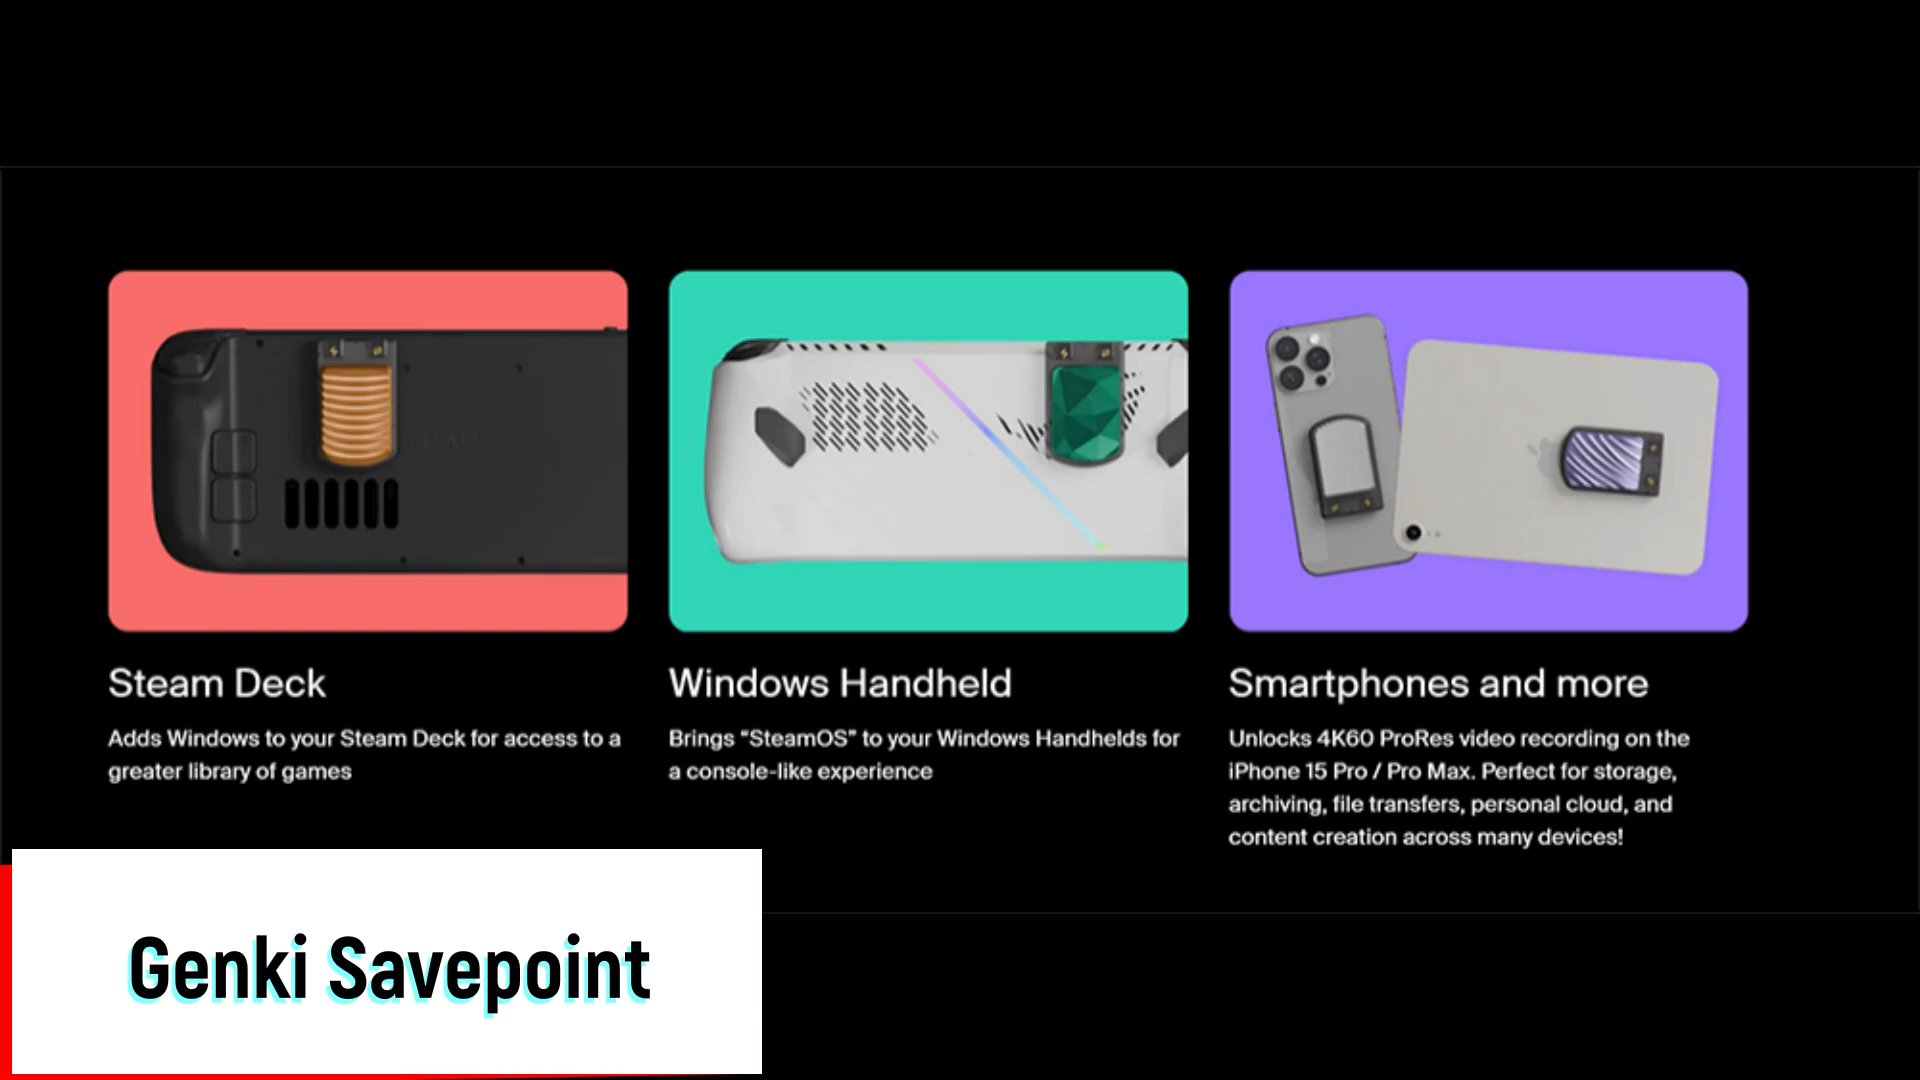 Steam Deck
Adds Windows to your Steam Deck for access to a
greater library of games
Windows Handheld
Brings “SteamOS” to your Windows Handhelds for
a console-like experience
Smartphones and more
Unlocks 4K60 ProRes video recording on the
iPhone 15 Pro / Pro Max. Perfect for storage,
archiving, file transfers, personal cloud, and
content creation across many devices!
Genki Savepoint